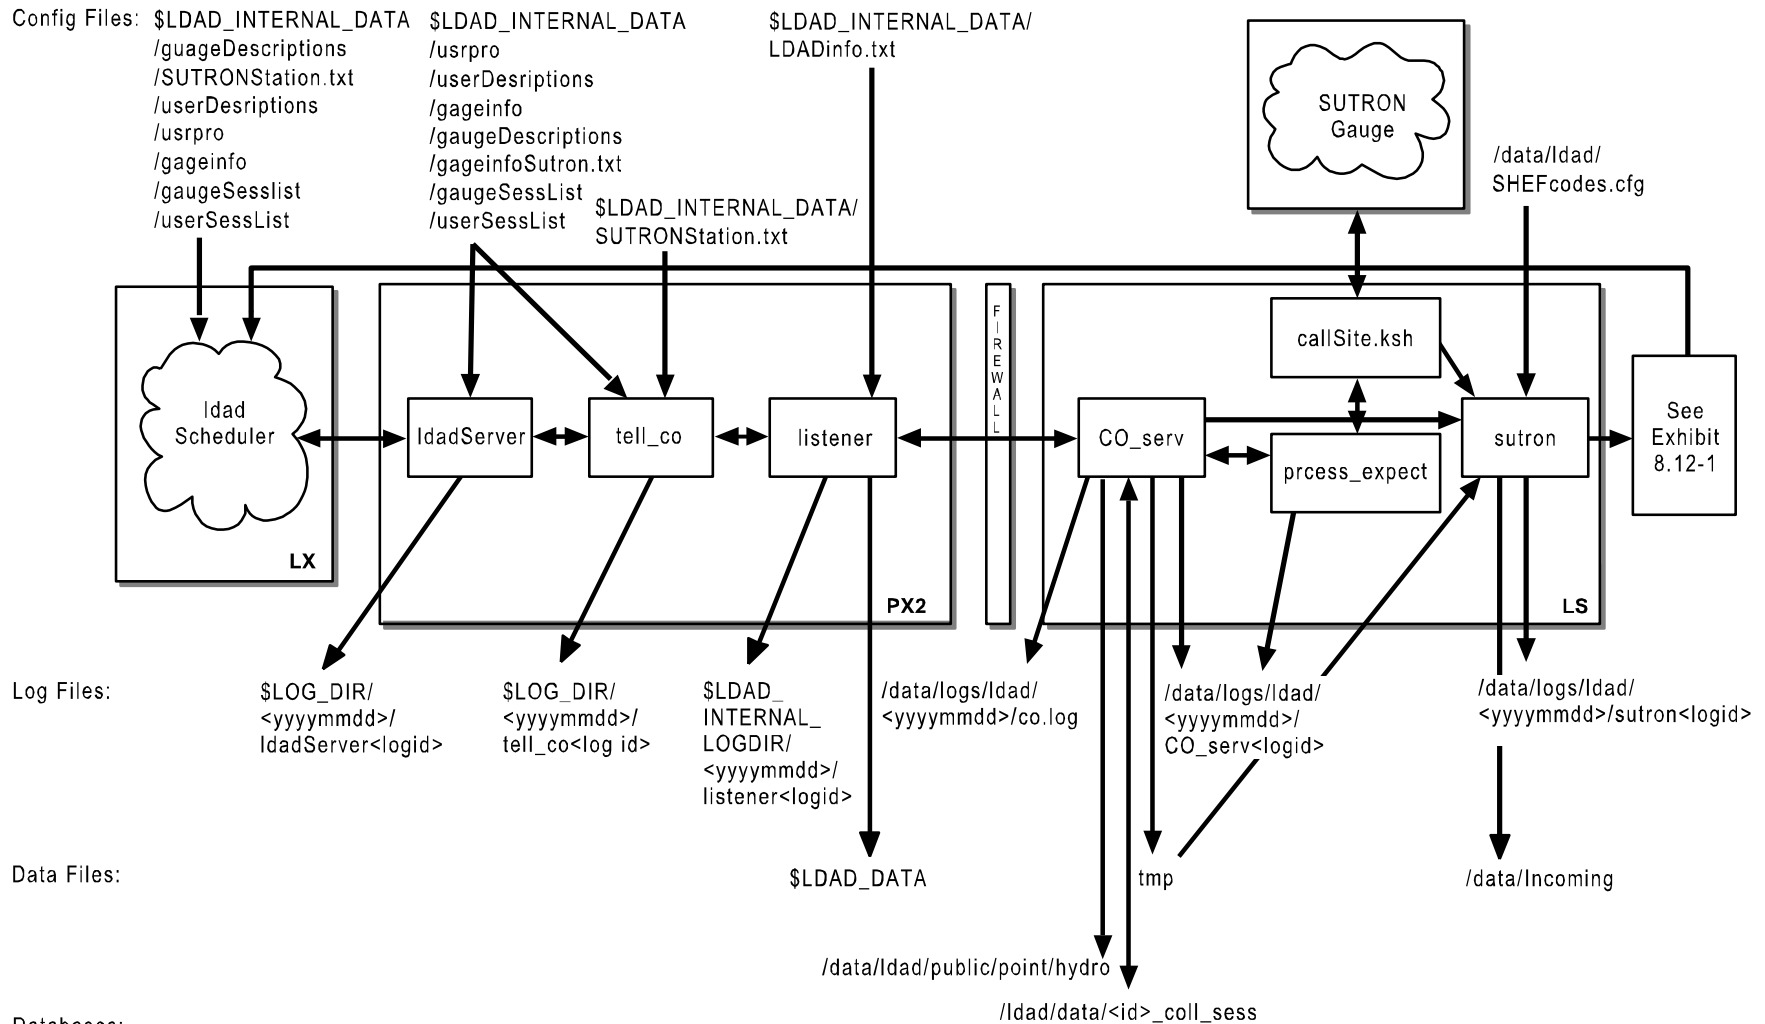 Config Files:
$LDAD_INTERNAL_DATA
/guageDescriptions
/SUTRONStation.txt
/userDesriptions
/usrpro
/gageinfo
/gaugeSesslist
/userSessList
$LDAD_INTERNAL_DATA
/usrpro
/userDesriptions
/gageinfo
/gaugeDescriptions
/gageinfoSutron.txt
/gaugeSessList
/userSessList
$LDAD_INTERNAL_DATA/
SUTRONStation.txt
$LDAD_INTERNAL_DATA/
LDADinfo.txt
SUTRON
Gauge
/data/ldad/
SHEFcodes.cfg
ldad
Scheduler
LX
ldadServer
tell_co
listener
PX2
FIREWALL
CO_serv
callSite.ksh
prcess_expect
sutron
LS
See
Exhibit
8.12-1
Log Files:
$LOG_DIR/
<yyyymmdd>/
ldadServer<logid>
$LOG_DIR/
<yyyymmdd>/
tell_co<log id>
$LDAD_
INTERNAL_
LOGDIR/
<yyyymmdd>/
listener<logid>
/data/logs/ldad/
<yyyymmdd>/co.log
/data/logs/ldad/
<yyyymmdd>/
CO_serv<logid>
/data/logs/ldad/
<yyyymmdd>/sutron<logid>
Data Files:
$LDAD_DATA
tmp
/data/Incoming
/data/ldad/public/point/hydro
/ldad/data/<id>_coll_sess